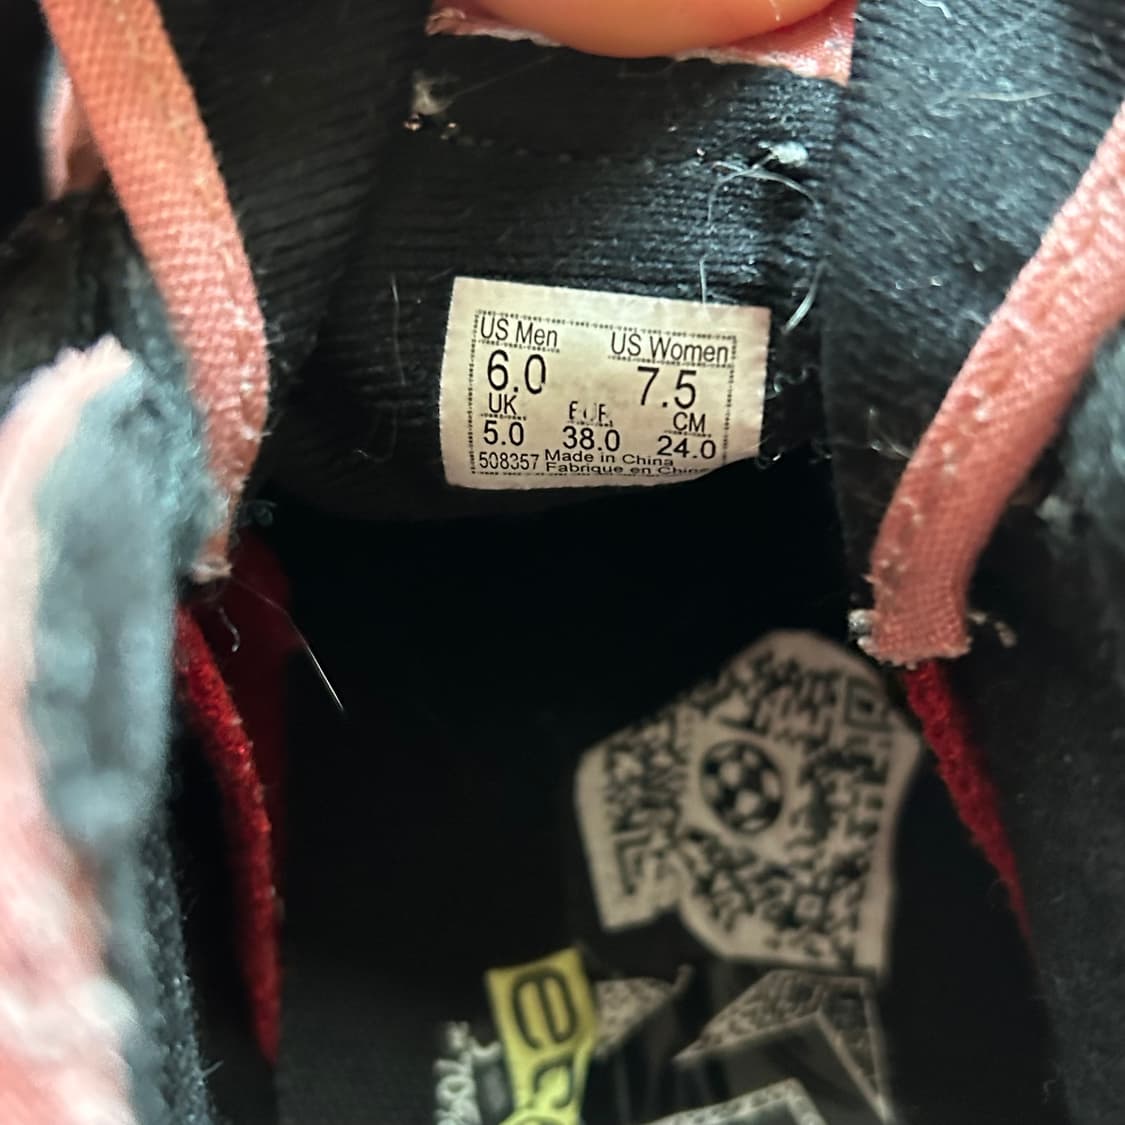 US Men US Women
6.0 7.5
UK EUR CM
5.0 38.0 24.0
508357 Made in China
Fabrique en Chine